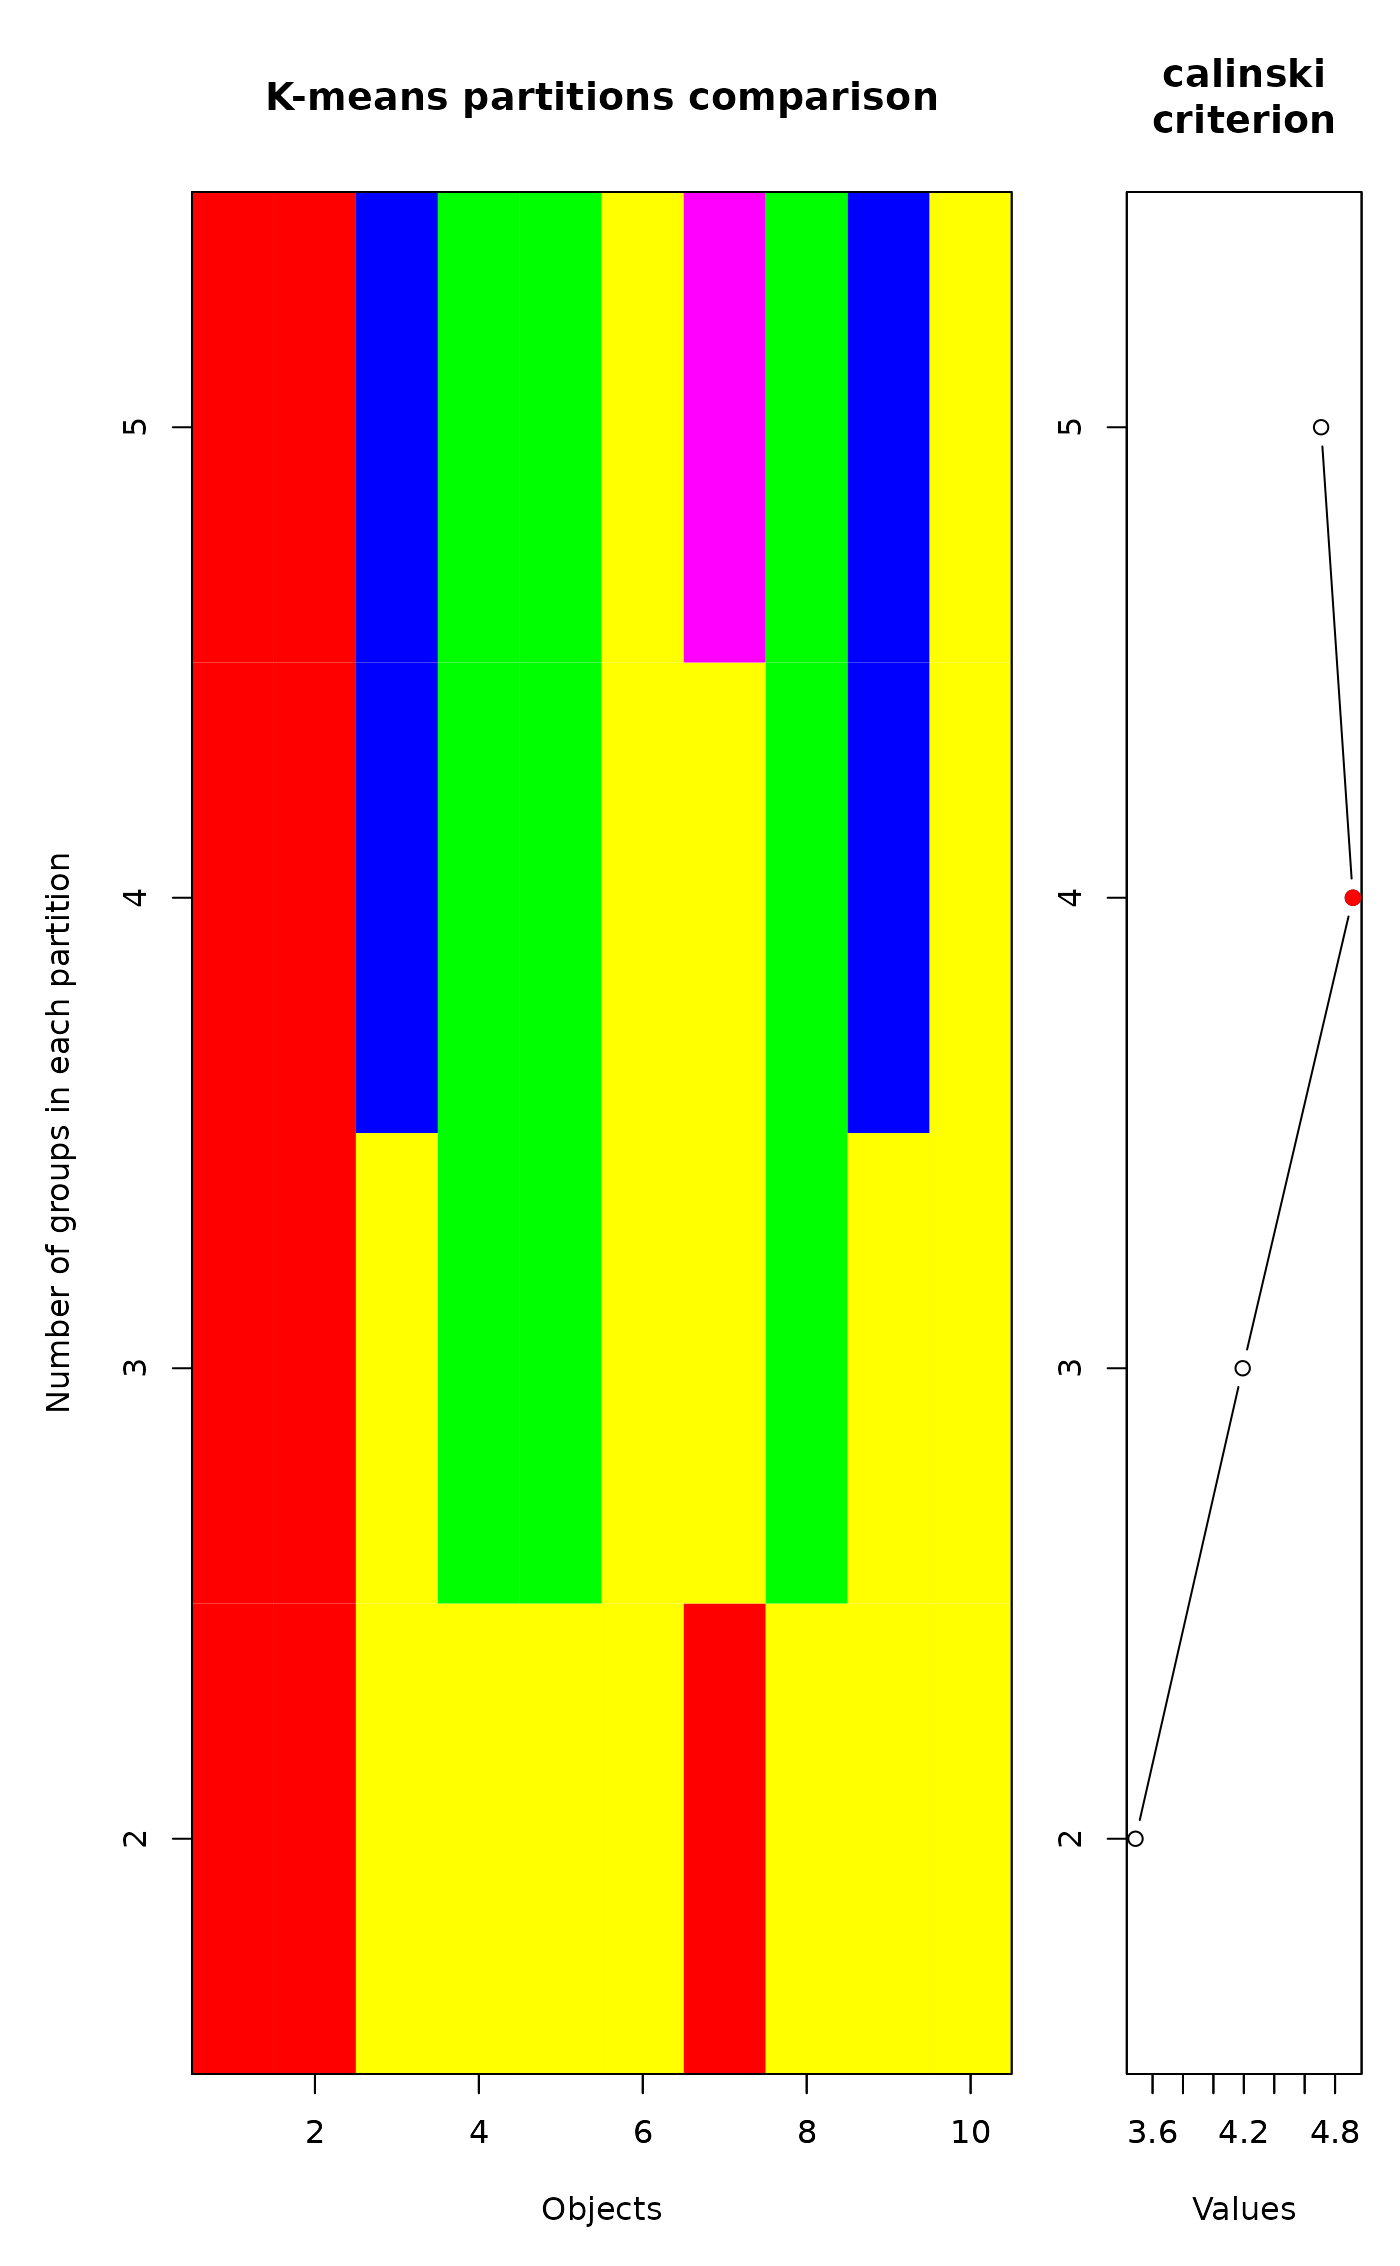 K-means partitions comparison
calinski
criterion
Number of groups in each partition
5
4
3
2
5
4
3
2
2 4 6 8 10
3.6 4.2 4.8
Objects
Values